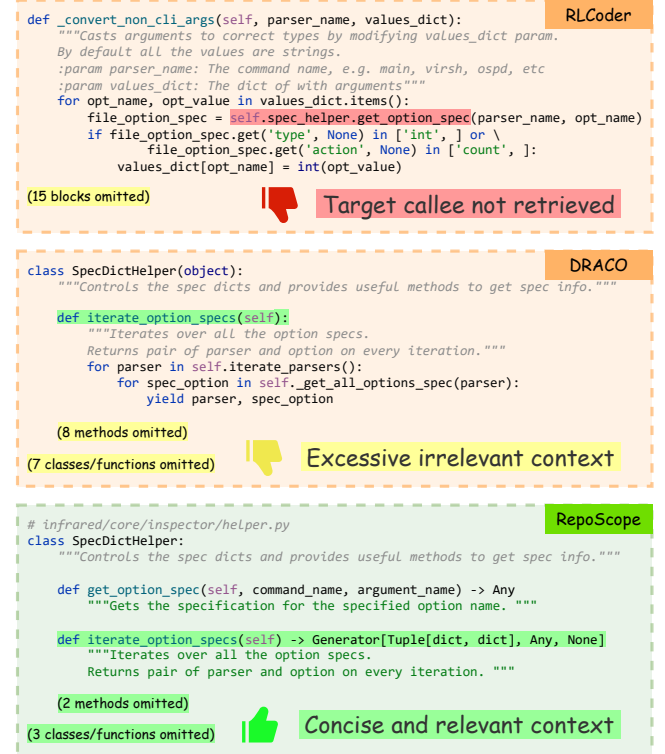 RLCoder
def _convert_non_cli_args(self, parser_name, values_dict):
"""Casts arguments to correct types by modifying values_dict param.
By default all the values are strings.
:param parser_name: The command name, e.g. main, virsh, ospd, etc
:param values_dict: The dict of with arguments"""
for opt_name, opt_value in values_dict.items():
file_option_spec = self.spec_helper.get_option_spec(parser_name, opt_name)
if file_option_spec.get('type', None) in ['int', ] or \
file_option_spec.get('action', None) in ['count', ]:
values_dict[opt_name] = int(opt_value)
(15 blocks omitted)
Target callee not retrieved
DRACO
class SpecDictHelper(object):
"""Controls the spec dicts and provides useful methods to get spec info."""
def iterate_option_specs(self):
"""Iterates over all the option specs.
Returns pair of parser and option on every iteration."""
for parser in self.iterate_parsers():
for spec_option in self._get_all_options_spec(parser):
yield parser, spec_option
(8 methods omitted)
(7 classes/functions omitted)
Excessive irrelevant context
RepoScope
# infrared/core/inspector/helper.py
class SpecDictHelper:
"""Controls the spec dicts and provides useful methods to get spec info."""
def get_option_spec(self, command_name, argument_name) -> Any
"""Gets the specification for the specified option name. """
def iterate_option_specs(self) -> Generator[Tuple[dict, dict], Any, None]
"""Iterates over all the option specs.
Returns pair of parser and option on every iteration. """
(2 methods omitted)
(3 classes/functions omitted)
Concise and relevant context